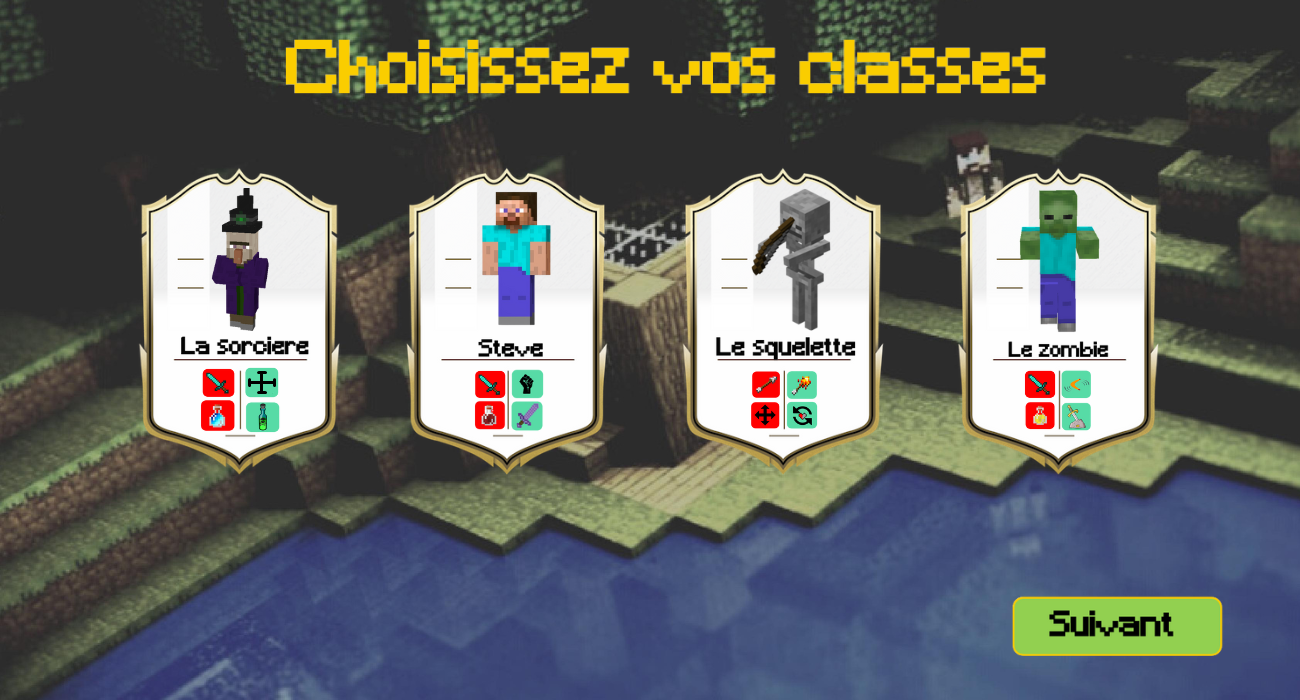 Choisissez vos classes
La sorciere
Steve
Le squelette
Le zombie
Suivant